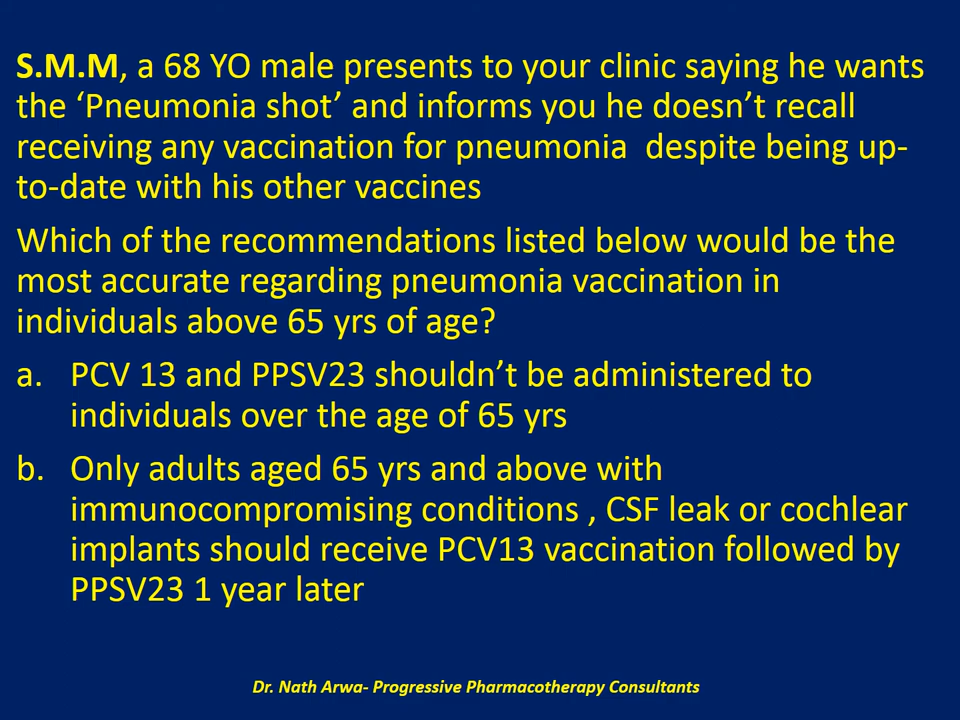 S.M.M, a 68 YO male presents to your clinic saying he wants
the ‘Pneumonia shot’ and informs you he doesn’t recall
receiving any vaccination for pneumonia  despite being up-
to-date with his other vaccines
Which of the recommendations listed below would be the
most accurate regarding pneumonia vaccination in
individuals above 65 yrs of age?
a. PCV 13 and PPSV23 shouldn’t be administered to
individuals over the age of 65 yrs
b. Only adults aged 65 yrs and above with
immunocompromising conditions , CSF leak or cochlear
implants should receive PCV13 vaccination followed by
PPSV23 1 year later
Dr. Nath Arwa- Progressive Pharmacotherapy Consultants